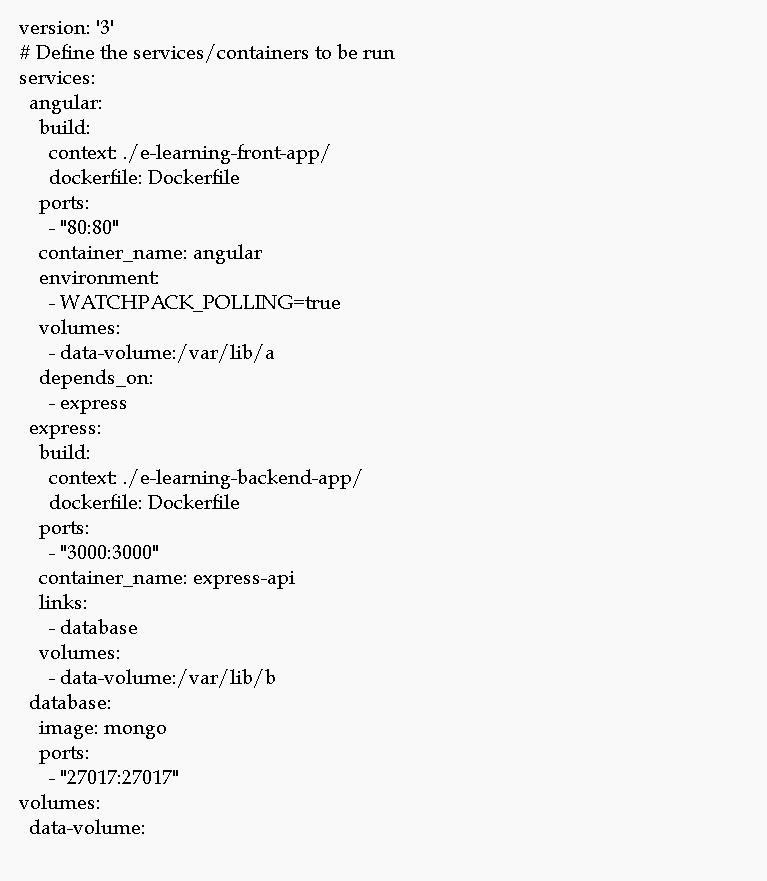 version: '3'
# Define the services/containers to be run
services:
  angular:
    build:
      context: ./e-learning-front-app/
      dockerfile: Dockerfile
    ports:
      - "80:80"
    container_name: angular
    environment:
      - WATCHPACK_POLLING=true
    volumes:
      - data-volume:/var/lib/a
    depends_on:
      - express
  express:
    build:
      context: ./e-learning-backend-app/
      dockerfile: Dockerfile
    ports:
      - "3000:3000"
    container_name: express-api
    links:
      - database
    volumes:
      - data-volume:/var/lib/b
  database:
    image: mongo
    ports:
      - "27017:27017"
volumes:
  data-volume: